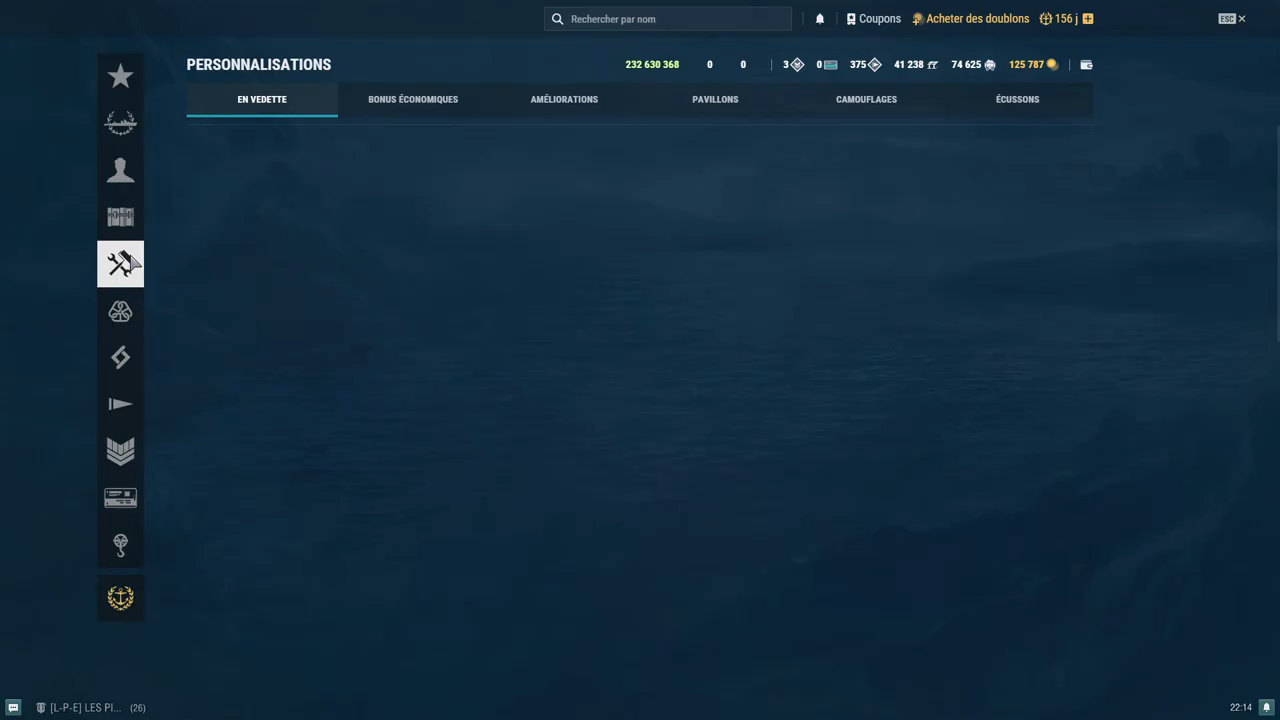 Rechercher par nom
Coupons
Acheter des doublons
156 j
ESC
PERSONNALISATIONS
232 630 368
0
0
3
0
375
41 238
74 625
125 787
EN VEDETTE
BONUS ÉCONOMIQUES
AMÉLIORATIONS
PAVILLONS
CAMOUFLAGES
ÉCUSSONS
[L-P-E] LES PI... (26)
22:14